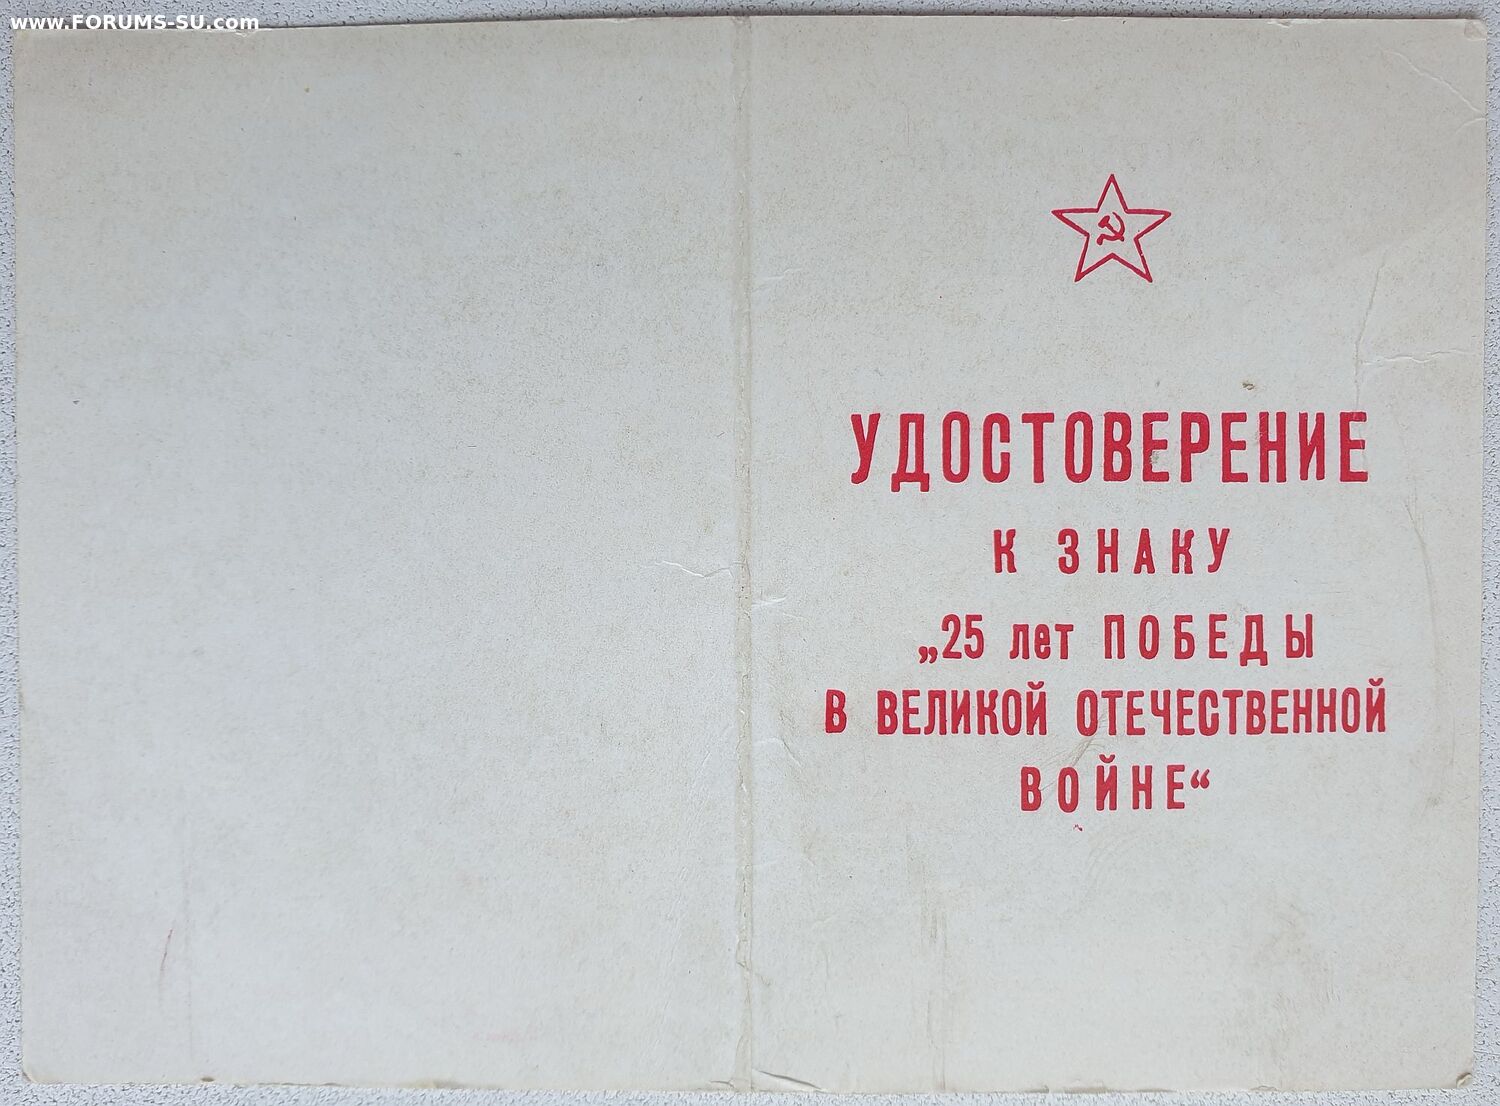 www.FORUMS-SU.com
УДОСТОВЕРЕНИЕ
К ЗНАКУ
„25 лет ПОБЕДЫ
В ВЕЛИКОЙ ОТЕЧЕСТВЕННОЙ
ВОЙНЕ“